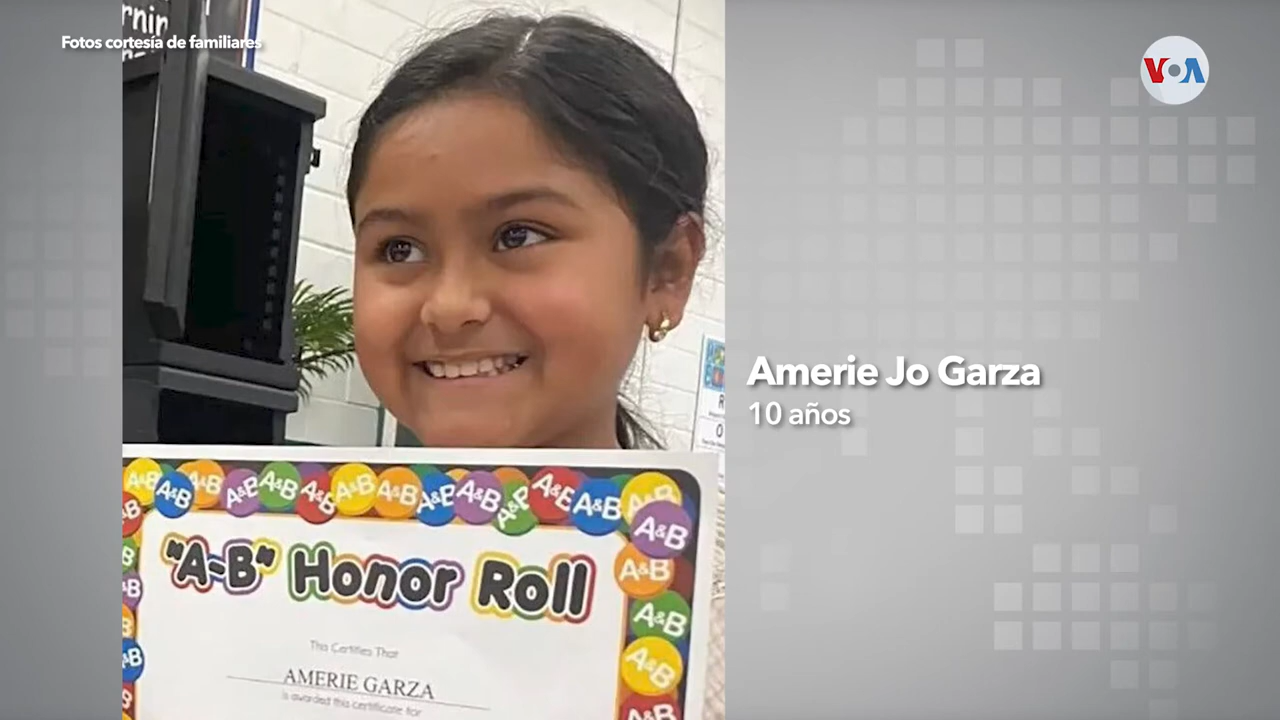 Fotos cortesía de familiares
VOA
Amerie Jo Garza
10 años
"A-B" Honor Roll
This Certifies That
AMERIE GARZA
is awarded this certificate for
A&B A&B A&B A&B A&B A&B A&B A&B A&B A&B A&B A&B A&B A&B
A&B
A&B
A&B
A&B
A&B